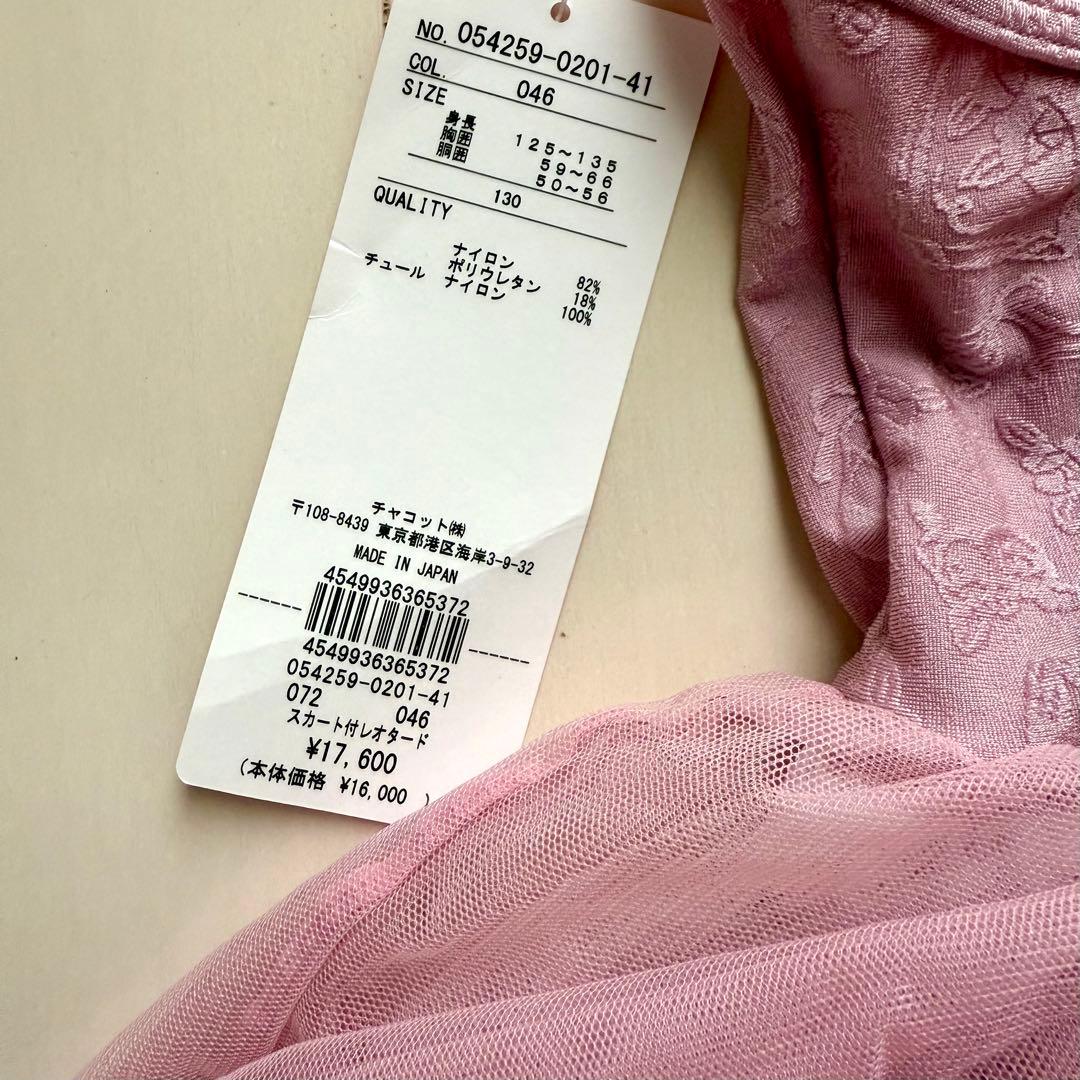 NO. 054259-0201-41
COL. 046
SIZE
身長 125~135
胸囲 59~66
胴囲 50~56
130
QUALITY
ナイロン 82%
ポリウレタン 18%
チュール ナイロン 100%
チャコット㈱
〒108-8439 東京都港区海岸3-9-32
MADE IN JAPAN
4549936365372
4549936365372
054259-0201-41
072 046
スカート付レオタード
¥17,600
(本体価格 ¥16,000 )